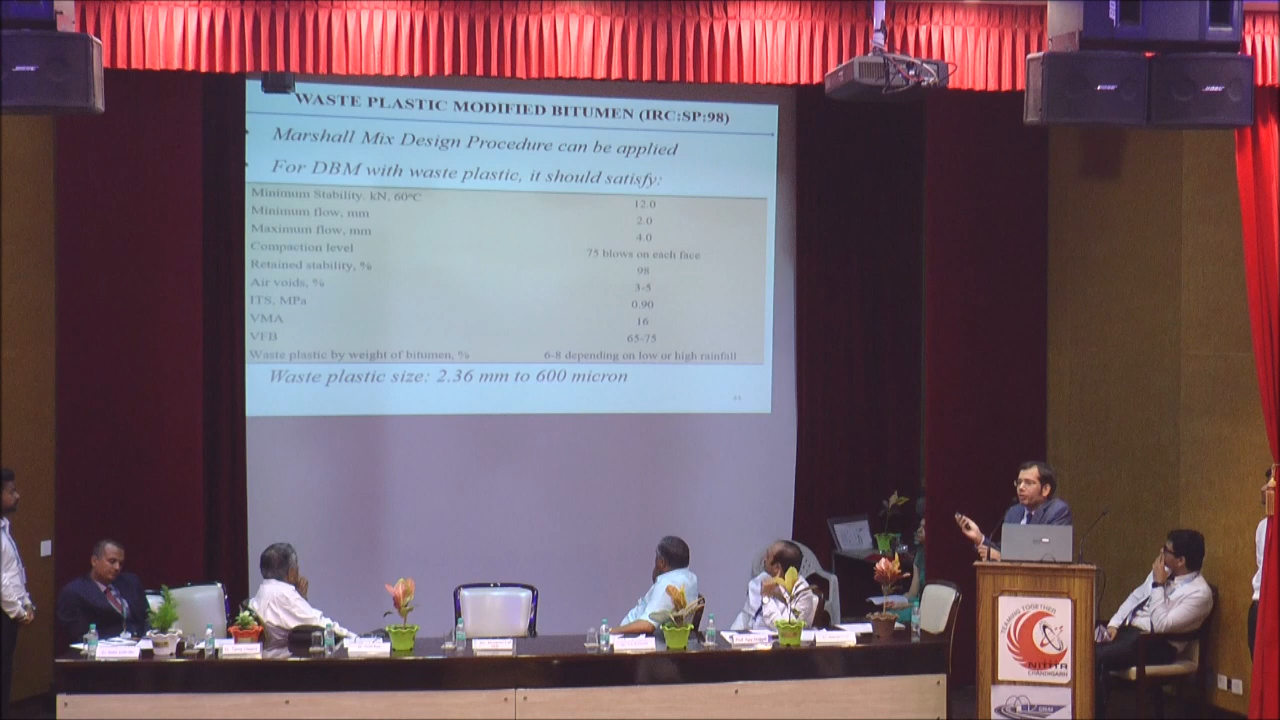 WASTE PLASTIC MODIFIED BITUMEN (IRC:SP:98)
Marshall Mix Design Procedure can be applied
For DBM with waste plastic, it should satisfy:
Minimum Stability. kN, 60°C 12.0
Minimum flow, mm 2.0
Maximum flow, mm 4.0
Compaction level 75 blows on each face
Retained stability, % 98
Air voids, % 3-5
ITS, MPa 0.90
VMA 16
VFB 65-75
Waste plastic by weight of bitumen, % 6-8 depending on low or high rainfall
Waste plastic size: 2.36 mm to 600 micron
BOSE
BOSE
BOSE
TRAINING TOGETHER
NITTTR
CHANDIGARH